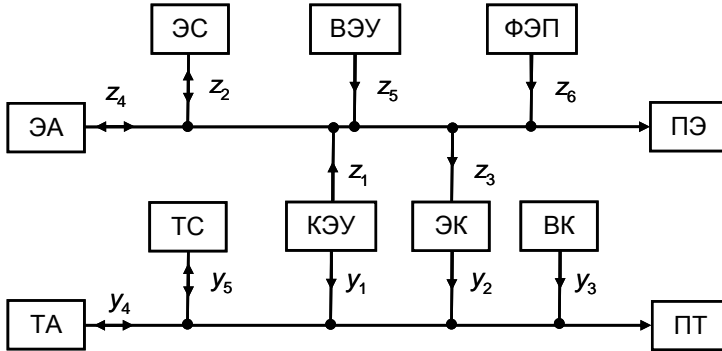 ЭС ВЭУ ФЭП
z4 z2 z5 z6
ЭА ПЭ
z1 z3
ТС КЭУ ЭК ВК
y4 y5 y1 y2 y3
ТА ПТ